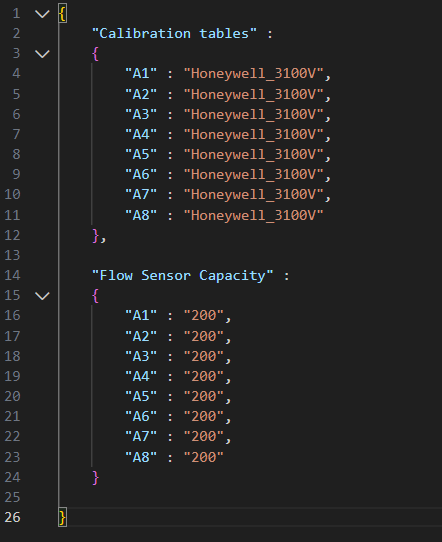 1 {
2 "Calibration tables" :
3 {
4 "A1" : "Honeywell_3100V",
5 "A2" : "Honeywell_3100V",
6 "A3" : "Honeywell_3100V",
7 "A4" : "Honeywell_3100V",
8 "A5" : "Honeywell_3100V",
9 "A6" : "Honeywell_3100V",
10 "A7" : "Honeywell_3100V",
11 "A8" : "Honeywell_3100V"
12 },
13
14 "Flow Sensor Capacity" :
15 {
16 "A1" : "200",
17 "A2" : "200",
18 "A3" : "200",
19 "A4" : "200",
20 "A5" : "200",
21 "A6" : "200",
22 "A7" : "200",
23 "A8" : "200"
24 }
25
26 }